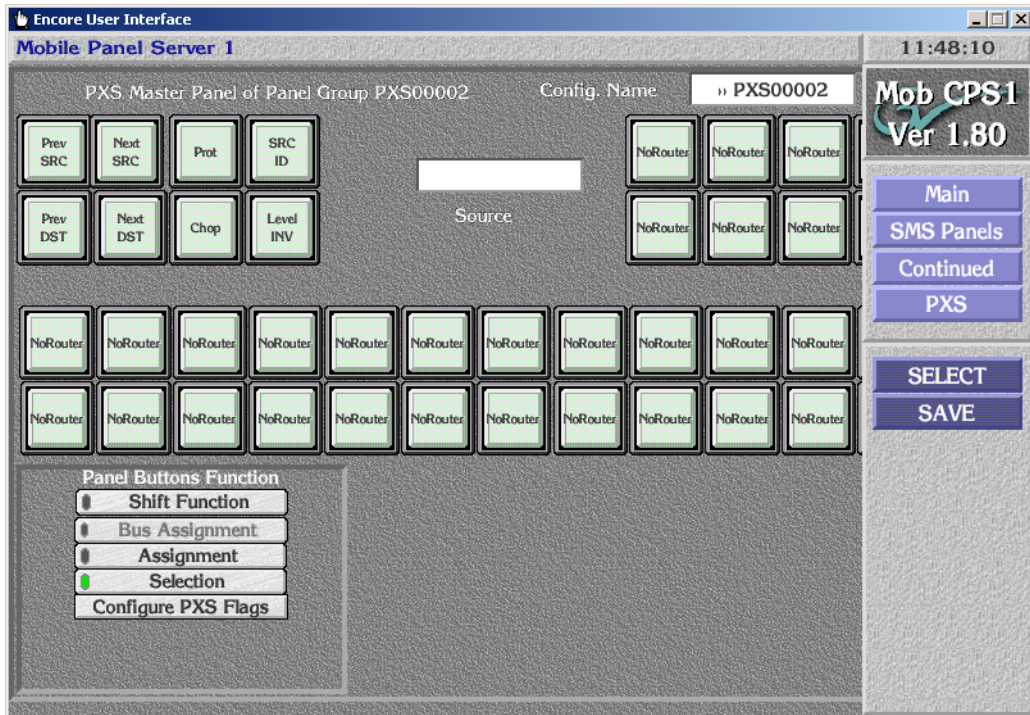 Encore User Interface
Mobile Panel Server 1
11:48:10
PXS Master Panel of Panel Group PXS00002
Config. Name
›› PXS00002
Mob CPS1
Ver 1.80
Prev SRC
Next SRC
Prot
SRC ID
NoRouter NoRouter NoRouter
Prev DST
Next DST
Chop
Level INV
Source
NoRouter NoRouter NoRouter
Main
SMS Panels
Continued
PXS
NoRouter NoRouter NoRouter NoRouter NoRouter NoRouter NoRouter NoRouter NoRouter NoRouter NoRouter
NoRouter NoRouter NoRouter NoRouter NoRouter NoRouter NoRouter NoRouter NoRouter NoRouter NoRouter
SELECT
SAVE
Panel Buttons Function
Shift Function
Bus Assignment
Assignment
Selection
Configure PXS Flags